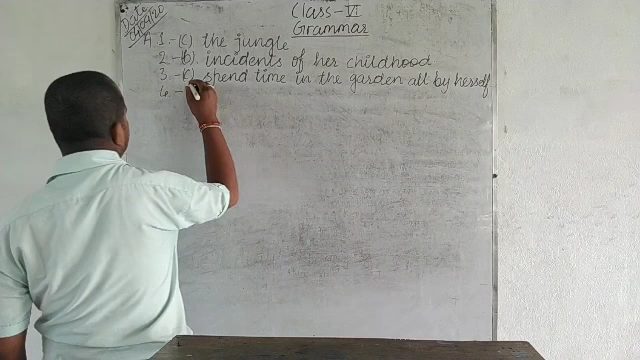 Class-VI
Grammar
A. 1.-(c) the jungle
2-(b). incidents of her childhood
3-(c) spend time in the garden all by herself.
4 -